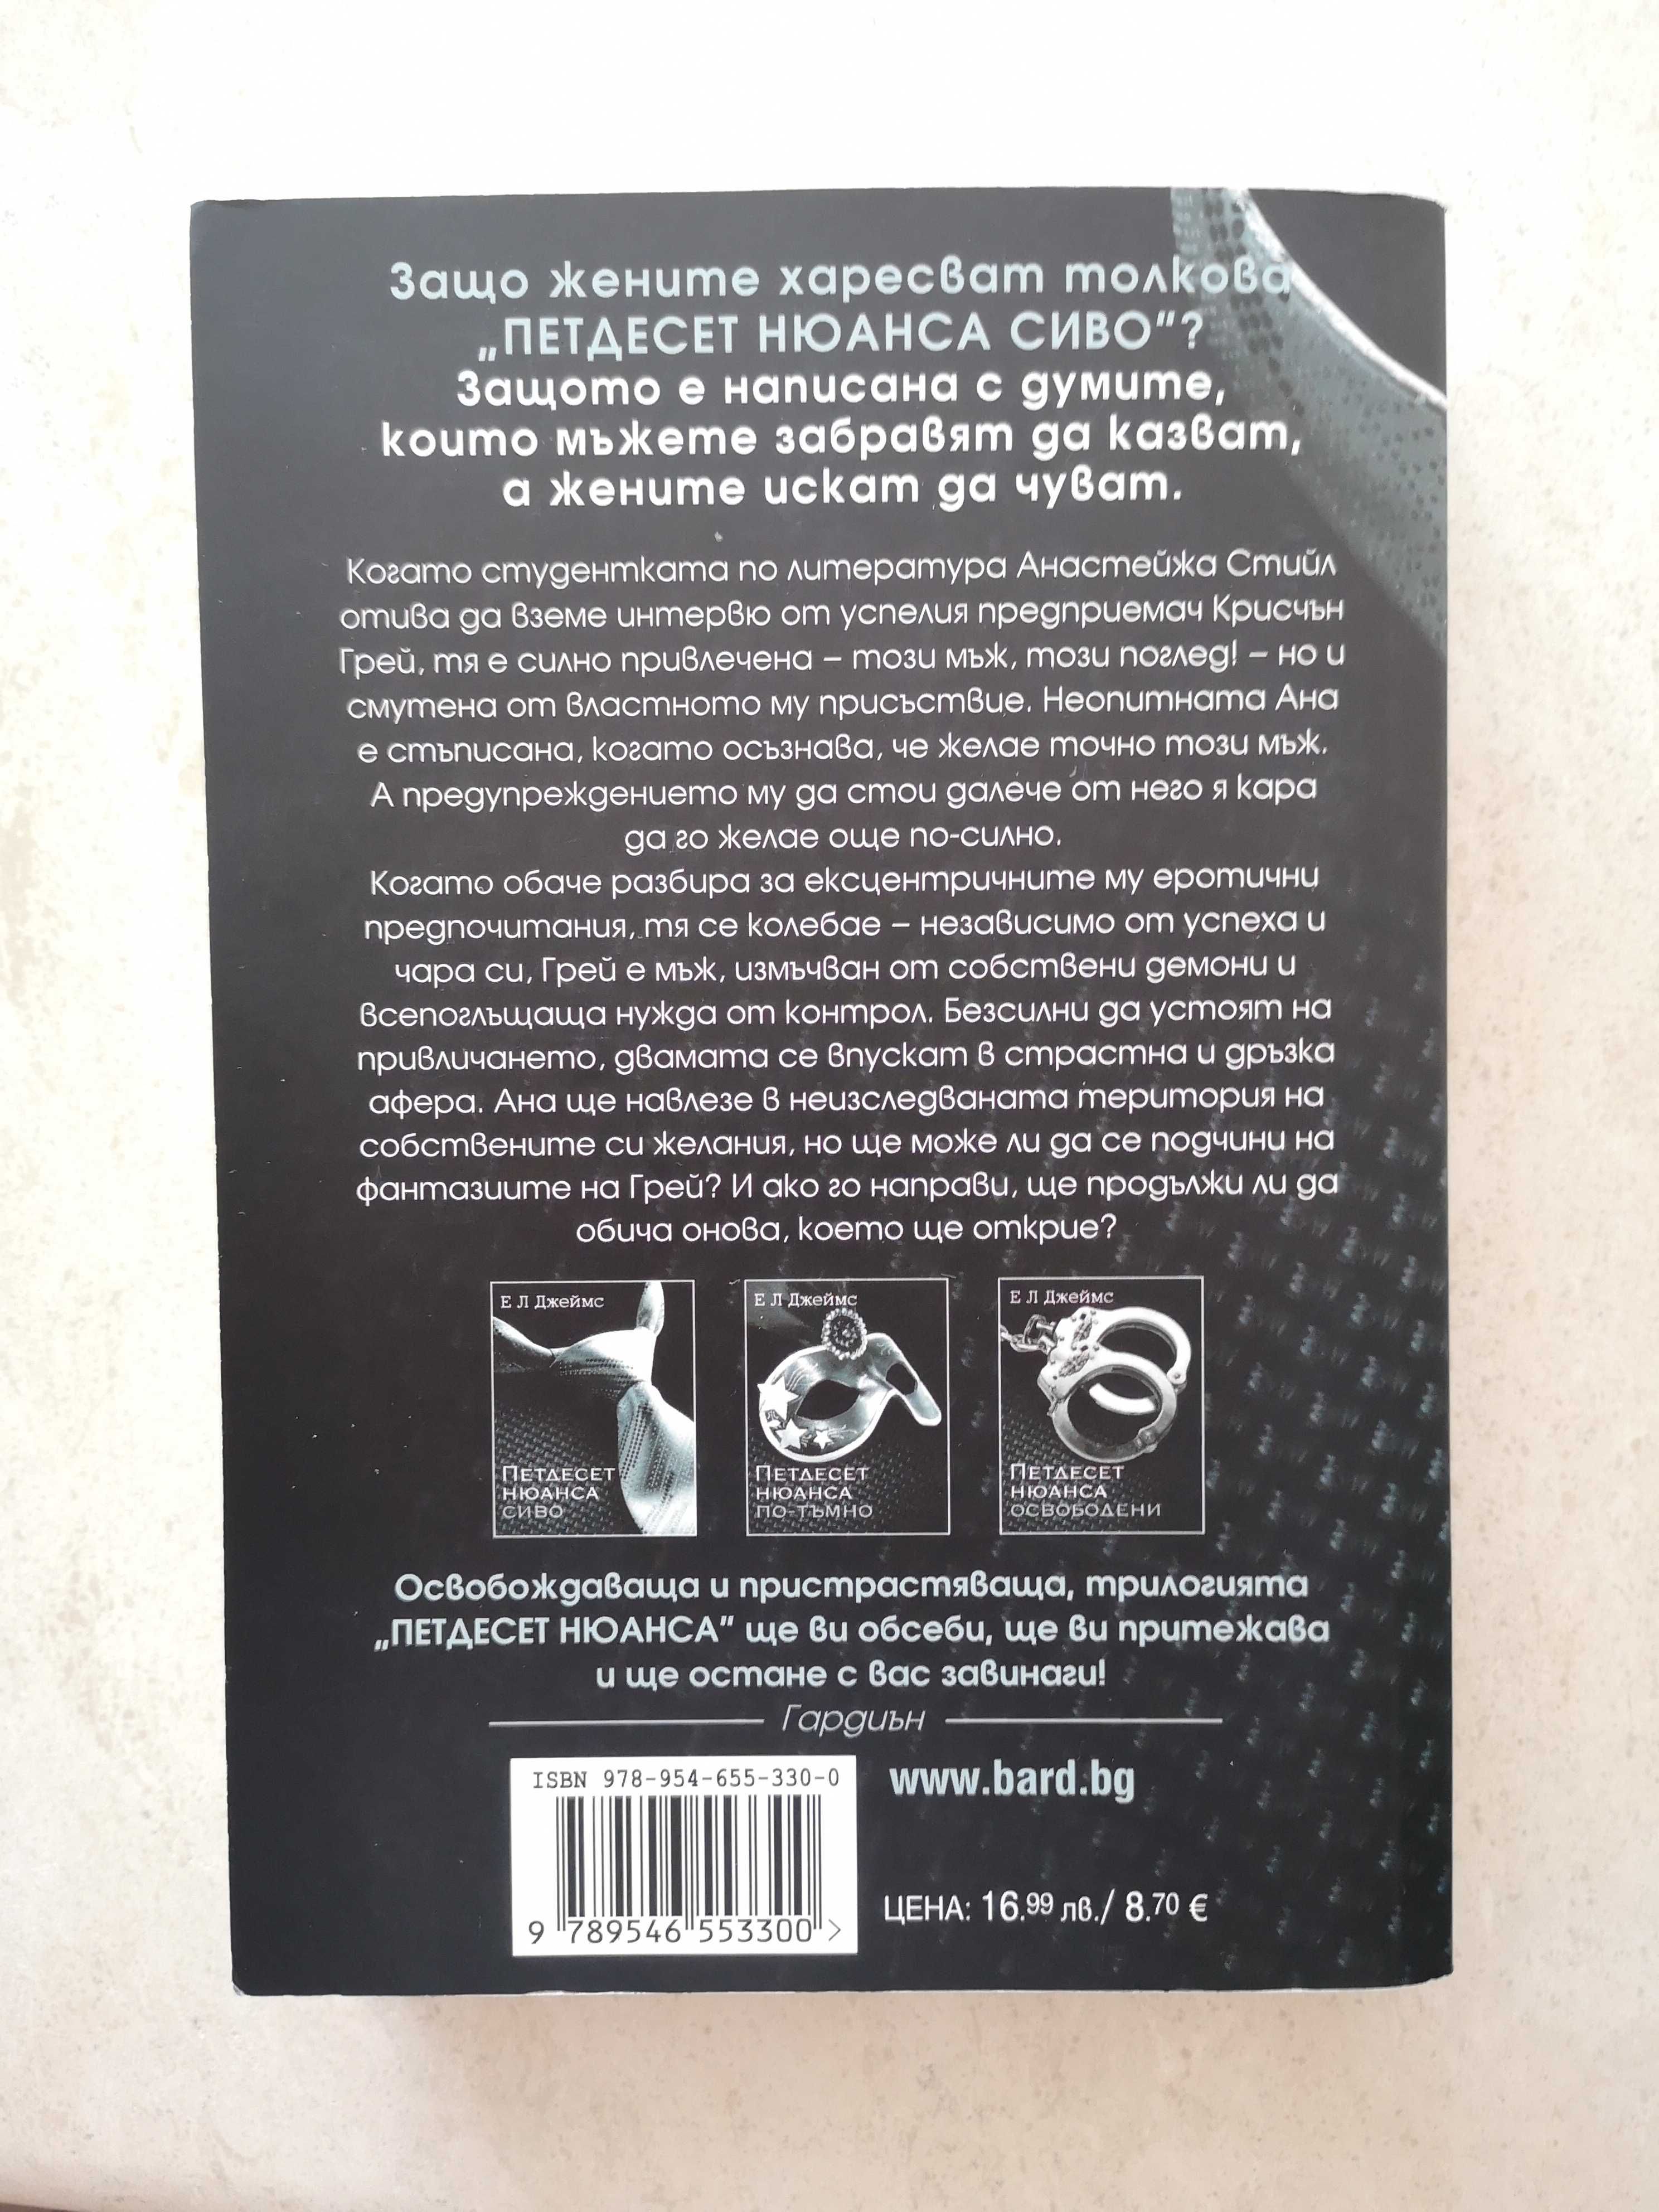 Защо жените харесват толкова
„ПЕТДЕСЕТ НЮАНСА СИВО"?
Защото е написана с думите,
които мъжете забравят да казват,
а жените искат да чуват.
Когато студентката по литература Анастейжа Стийл
отива да вземе интервю от успелия предприемач Крисчън
Грей, тя е силно привлечена – този мъж, този поглед! – но и
смутена от властното му присъствие. Неопитната Ана
е стъписана, когато осъзнава, че желае точно този мъж.
А предупреждението му да стои далече от него я кара
да го желае още по-силно.
Когато обаче разбира за ексцентричните му еротични
предпочитания, тя се колебае – независимо от успеха и
чара си, Грей е мъж, измъчван от собствени демони и
всепоглъщаща нужда от контрол. Безсилни да устоят на
привличането, двамата се впускат в страстна и дръзка
афера. Ана ще навлезе в неизследваната територия на
собствените си желания, но ще може ли да се подчини на
фантазиите на Грей? И ако го направи, ще продължи ли да
обича онова, което ще открие?
Е Л Джеймс
ПЕТДЕСЕТ
НЮАНСА
СИВО
Е Л Джеймс
ПЕТДЕСЕТ
НЮАНСА
ПО-ТЪМНО
Е Л Джеймс
ПЕТДЕСЕТ
НЮАНСА
ОСВОБОДЕНИ
Освобождаваща и пристрастяваща, трилогията
„ПЕТДЕСЕТ НЮАНСА" ще ви обсеби, ще ви притежава
и ще остане с вас завинаги!
Гардиън
ISBN 978-954-655-330-0
9 789546 553300 >
www.bard.bg
ЦЕНА: 16.99 лв./ 8.70 €